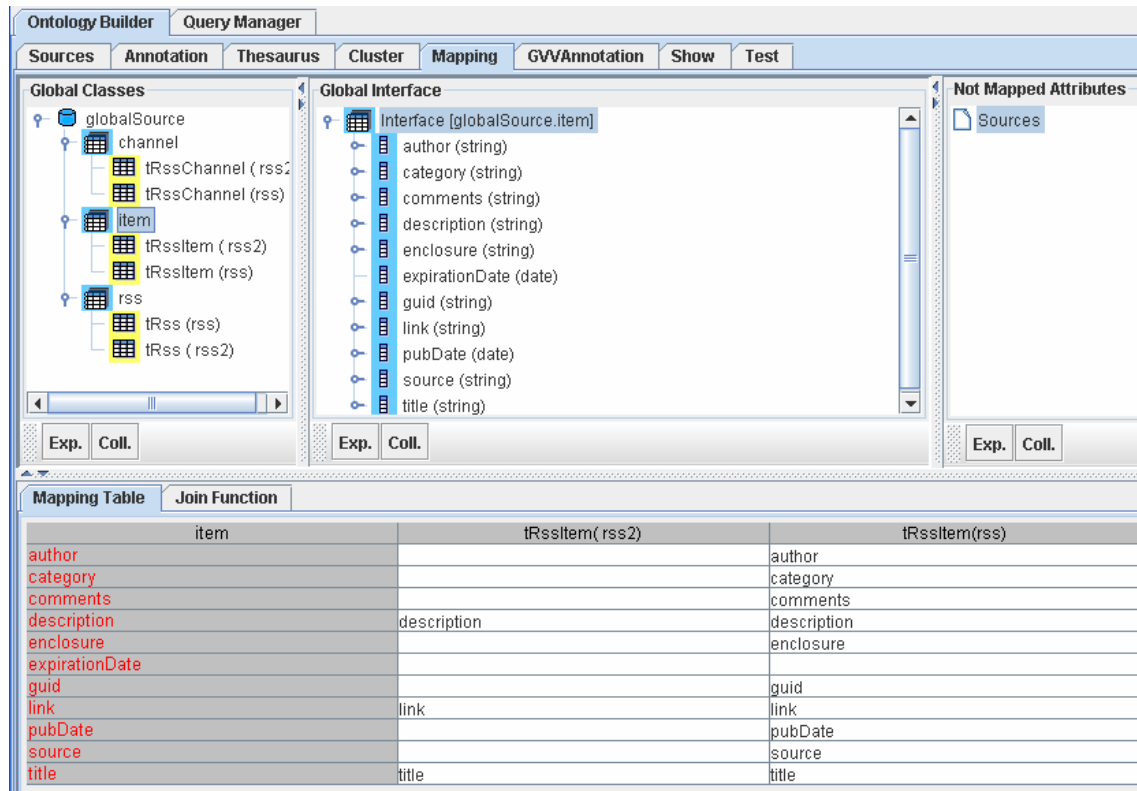 Ontology Builder Query Manager
Sources Annotation Thesaurus Cluster Mapping GVVAnnotation Show Test
Global Classes
globalSource
channel
tRssChannel ( rss2
tRssChannel (rss)
item
tRssItem ( rss2)
tRssItem (rss)
rss
tRss (rss)
tRss ( rss2)
Exp. Coll.
Global Interface
Interface [globalSource.item]
author (string)
category (string)
comments (string)
description (string)
enclosure (string)
expirationDate (date)
guid (string)
link (string)
pubDate (date)
source (string)
title (string)
Exp. Coll.
Not Mapped Attributes
Sources
Exp. Coll.
Mapping Table Join Function
item tRssItem( rss2) tRssItem(rss)
author author
category category
comments comments
description description description
enclosure enclosure
expirationDate
guid guid
link link link
pubDate pubDate
source source
title title title